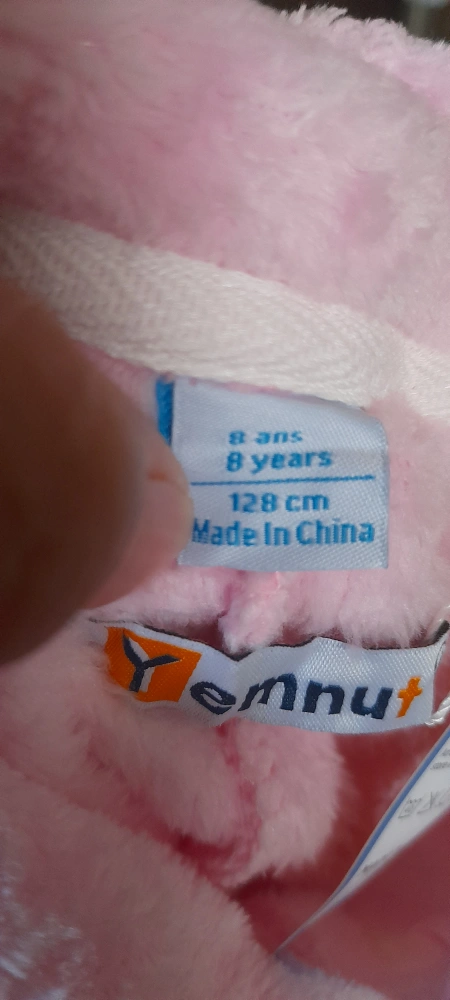 8 ans
8 years
128 cm
Made In China
Yemnut